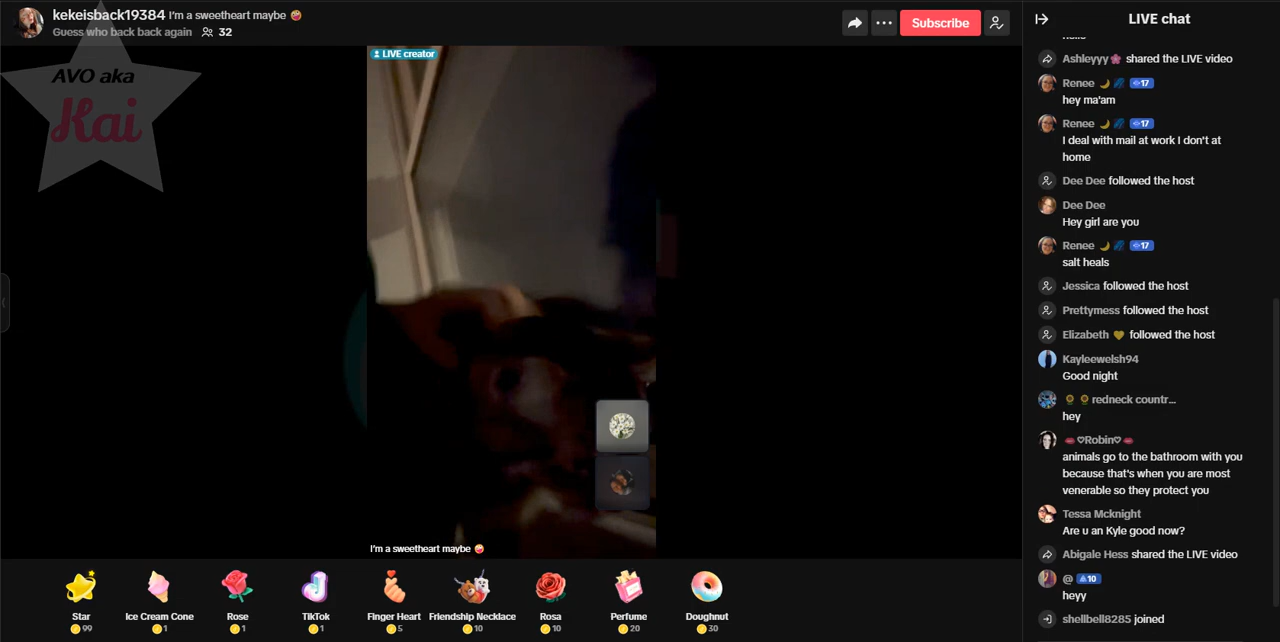 kekeisback19384 I'm a sweetheart maybe
Guess who back back again 32
Subscribe
AVO aka
Kai
LIVE creator
I'm a sweetheart maybe
Star
99
Ice Cream Cone
1
Rose
1
TikTok
1
Finger Heart
5
Friendship Necklace
10
Rosa
10
Perfume
20
Doughnut
30
LIVE chat
Ashleyyy🌸 shared the LIVE video
Renee 17
hey ma'am
Renee 17
I deal with mail at work I don't at
home
Dee Dee followed the host
Dee Dee
Hey girl are you
Renee 17
salt heals
Jessica followed the host
Prettymess followed the host
Elizabeth followed the host
Kayleewelsh94
Good night
redneck countr...
hey
♡Robin♡
animals go to the bathroom with you
because that's when you are most
venerable so they protect you
Tessa Mcknight
Are u an Kyle good now?
Abigale Hess shared the LIVE video
@ 10
heyy
shellbell8285 joined